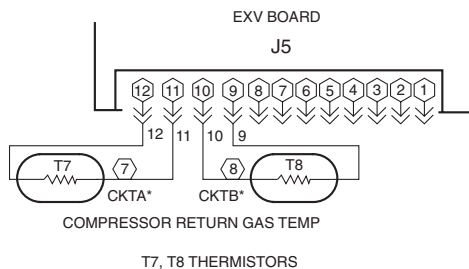 EXV BOARD
J5
12 11 10 9 8 7 6 5 4 3 2 1
12 11 10 9
T7 7 8 T8
CKTA* CKTB*
COMPRESSOR RETURN GAS TEMP
T7, T8 THERMISTORS